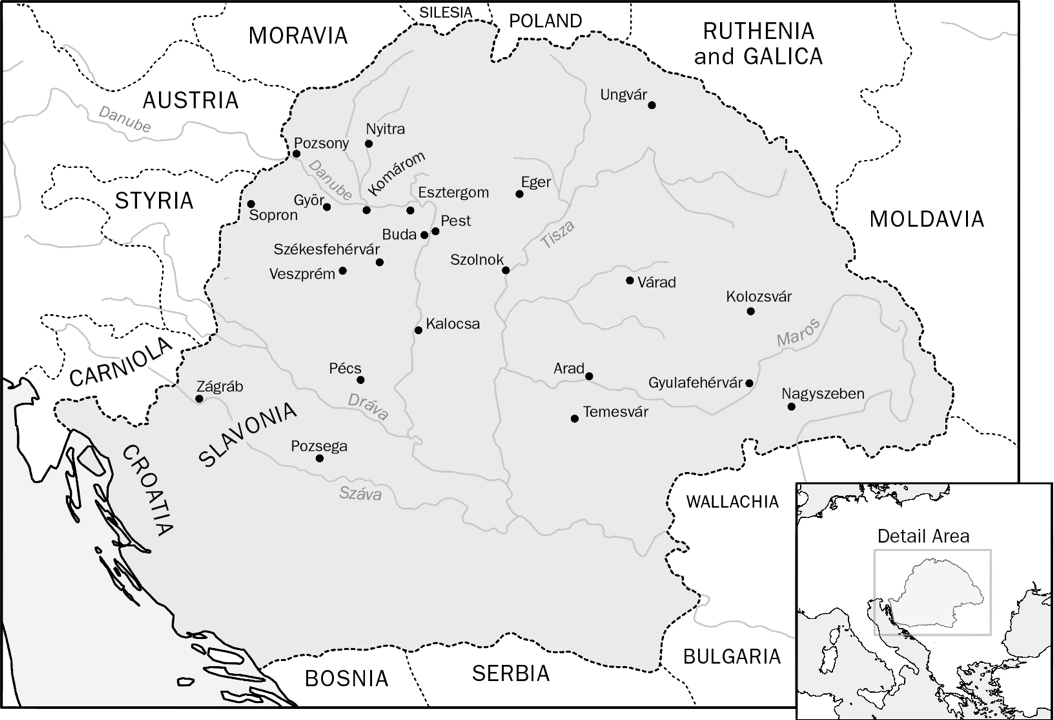 SILESIA
POLAND
MORAVIA
RUTHENIA
and GALICA
AUSTRIA
Danube
Ungvár
Nyitra
Pozsony
Komárom
Danube
Eger
Esztergom
STYRIA
Győr
Sopron
Pest
Buda
MOLDAVIA
Tisza
Székesfehérvár
Szolnok
Veszprém
Várad
Kolozsvár
Kalocsa
Maros
CARNIOLA
Pécs
Arad
Gyulafehérvár
Zágráb
Nagyszeben
Dráva
Temesvár
SLAVONIA
Pozsega
CROATIA
Száva
WALLACHIA
Detail Area
BULGARIA
SERBIA
BOSNIA